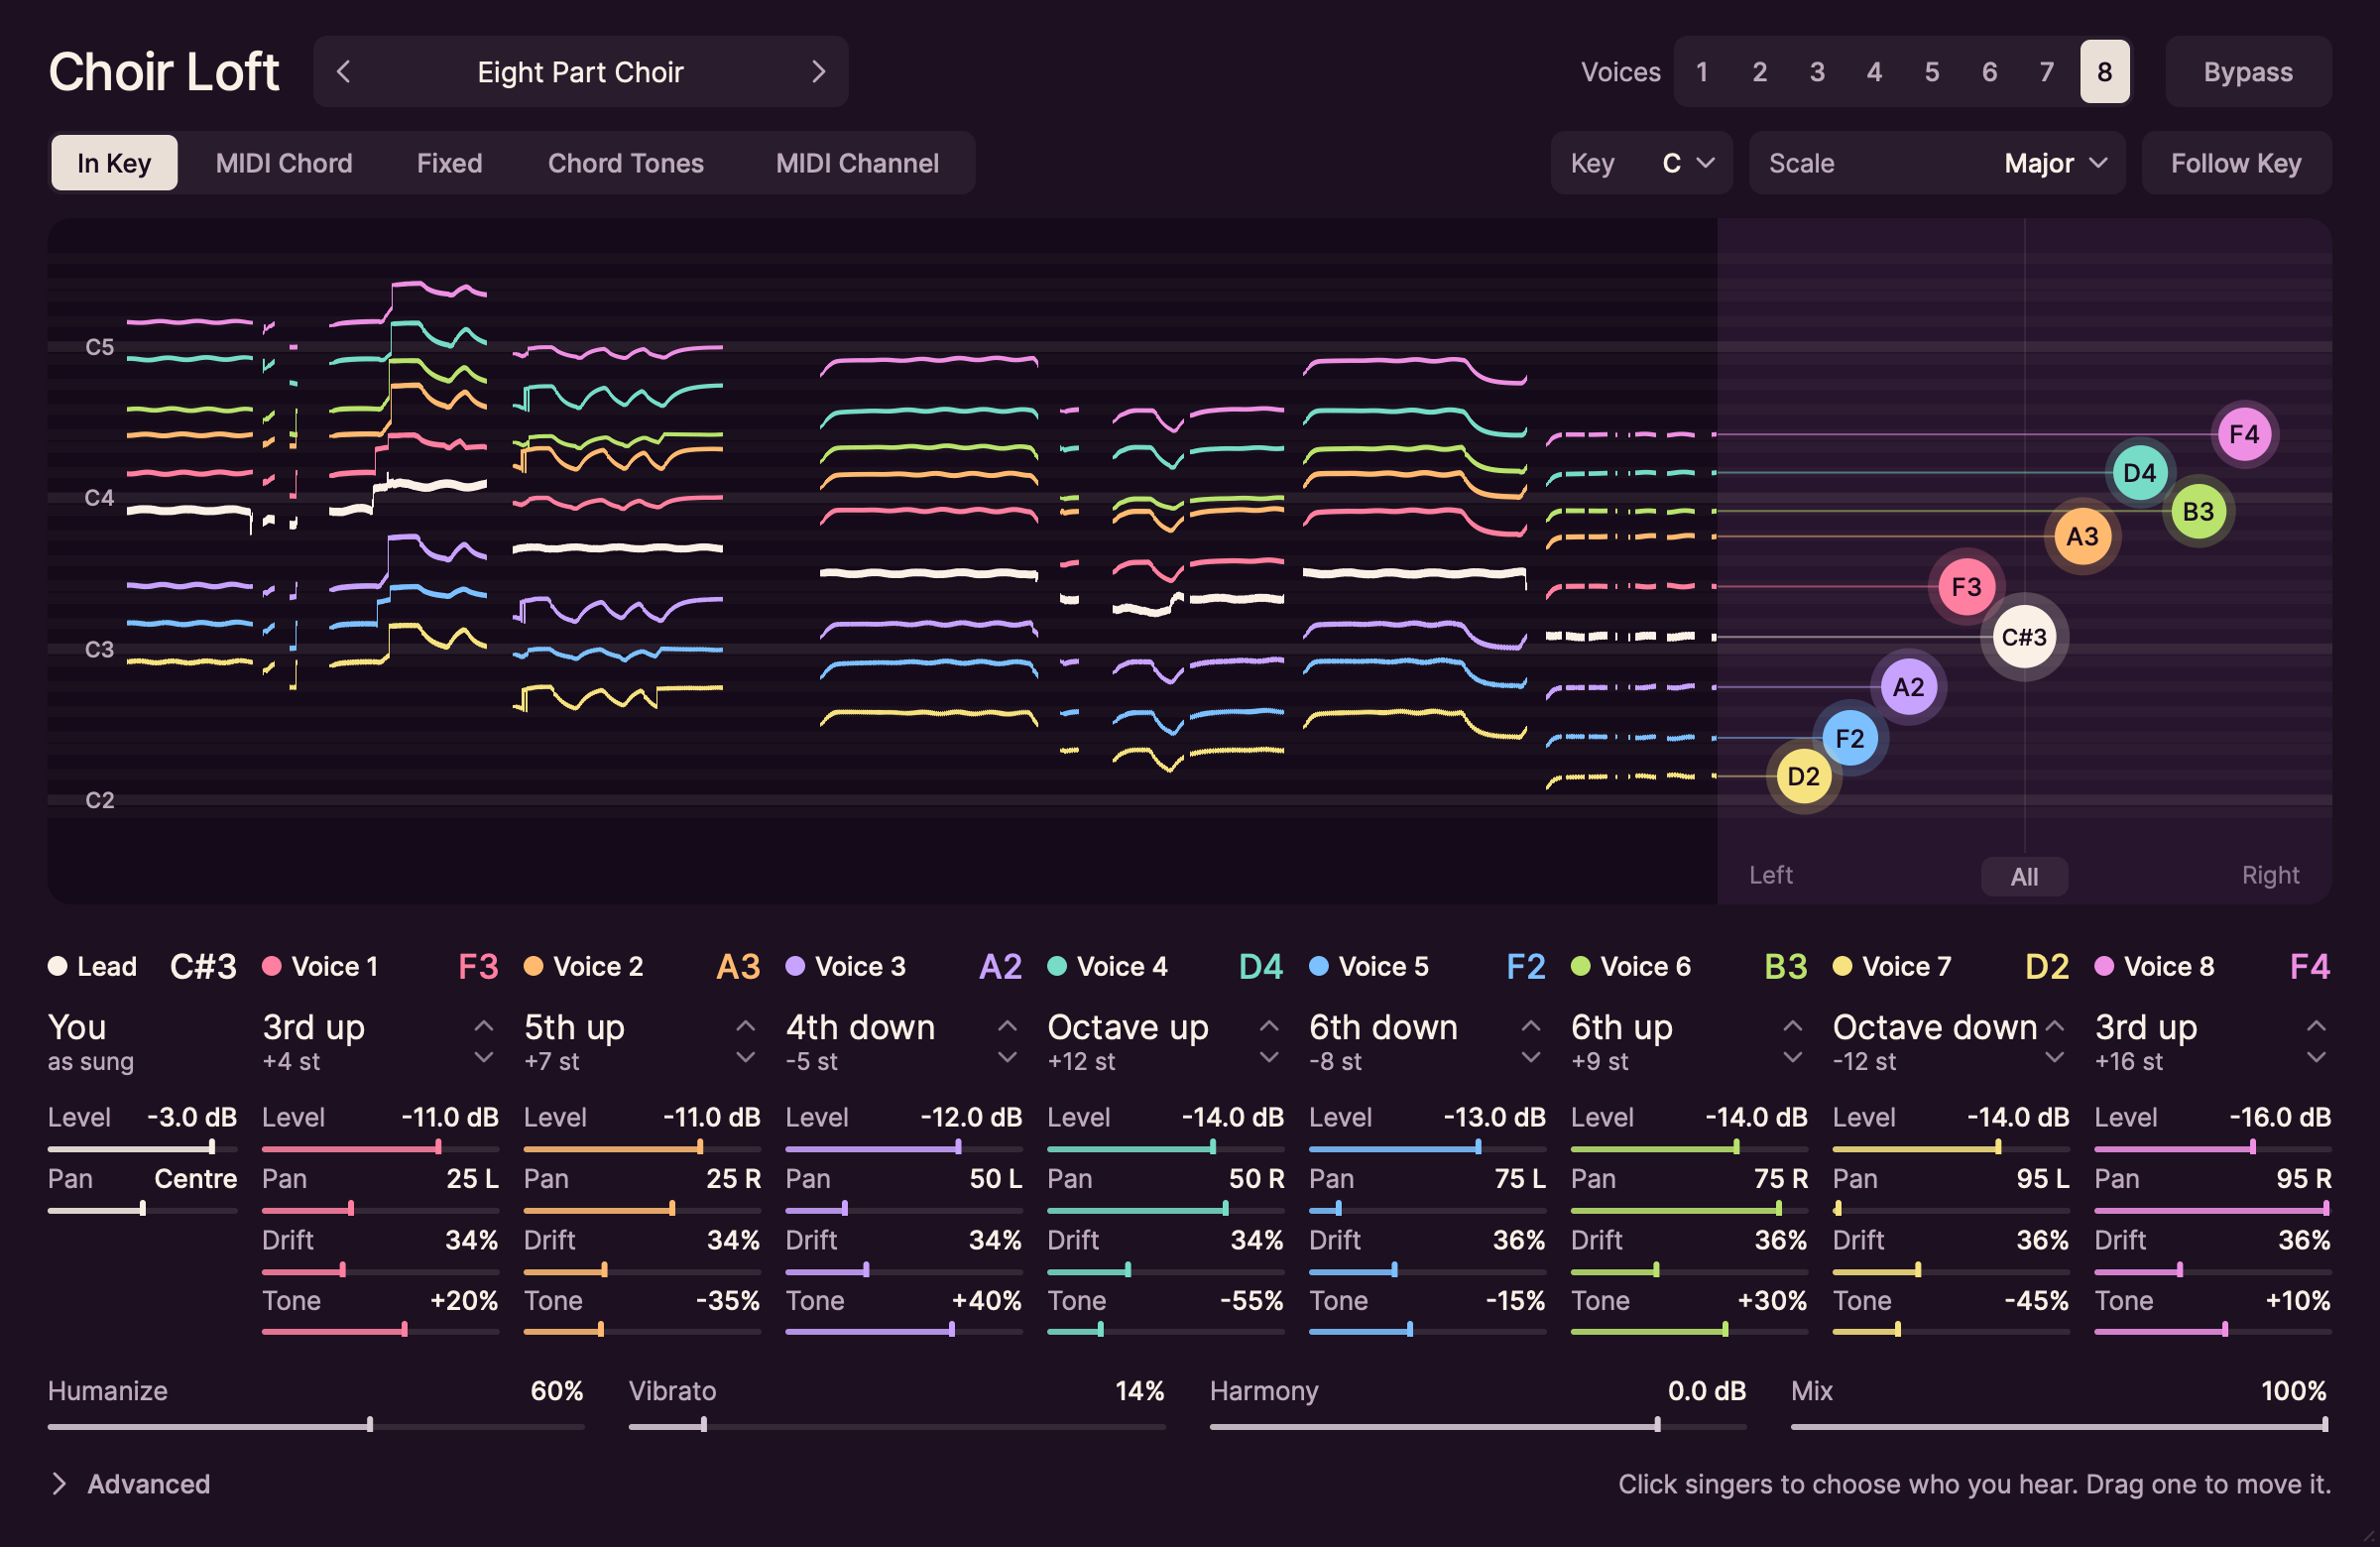 Choir Loft
Eight Part Choir
Voices 1 2 3 4 5 6 7 8
Bypass
In Key MIDI Chord Fixed Chord Tones MIDI Channel
Key C
Scale Major
Follow Key
C5
C4
C3
C2
F4
D4
B3
A3
F3
C#3
A2
F2
D2
Left All Right
Lead C#3 Voice 1 F3 Voice 2 A3 Voice 3 A2 Voice 4 D4 Voice 5 F2 Voice 6 B3 Voice 7 D2 Voice 8 F4
You 3rd up 5th up 4th down Octave up 6th down 6th up Octave down 3rd up
as sung +4 st +7 st -5 st +12 st -8 st +9 st -12 st +16 st
Level -3.0 dB Level -11.0 dB Level -11.0 dB Level -12.0 dB Level -14.0 dB Level -13.0 dB Level -14.0 dB Level -14.0 dB Level -16.0 dB
Pan Centre Pan 25 L Pan 25 R Pan 50 L Pan 50 R Pan 75 L Pan 75 R Pan 95 L Pan 95 R
Drift 34% Drift 34% Drift 34% Drift 34% Drift 36% Drift 36% Drift 36% Drift 36%
Tone +20% Tone -35% Tone +40% Tone -55% Tone -15% Tone +30% Tone -45% Tone +10%
Humanize 60% Vibrato 14% Harmony 0.0 dB Mix 100%
Advanced
Click singers to choose who you hear. Drag one to move it.